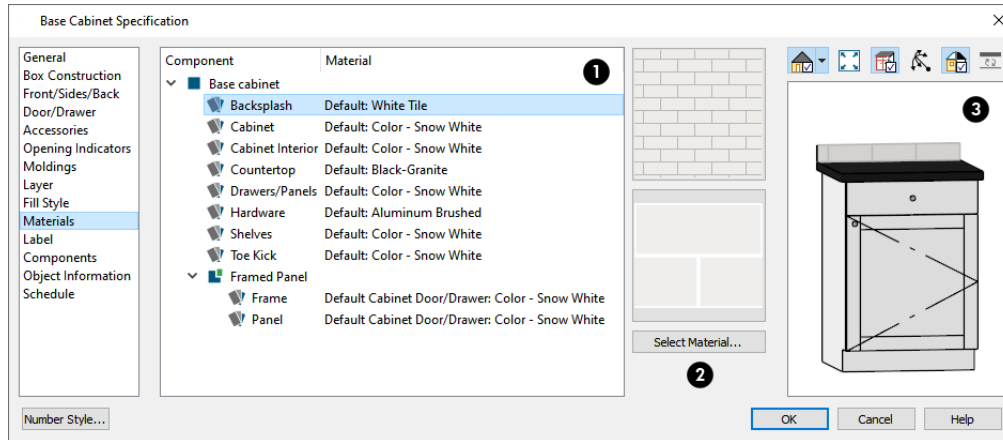 Base Cabinet Specification
General
Box Construction
Front/Sides/Back
Door/Drawer
Accessories
Opening Indicators
Moldings
Layer
Fill Style
Materials
Label
Components
Object Information
Schedule
Component Material
1
Base cabinet
Backsplash Default: White Tile
Cabinet Default: Color - Snow White
Cabinet Interior Default: Color - Snow White
Countertop Default: Black-Granite
Drawers/Panels Default: Color - Snow White
Hardware Default: Aluminum Brushed
Shelves Default: Color - Snow White
Toe Kick Default: Color - Snow White
Framed Panel
Frame Default Cabinet Door/Drawer: Color - Snow White
Panel Default Cabinet Door/Drawer: Color - Snow White
Select Material...
2
3
Number Style...
OK Cancel Help